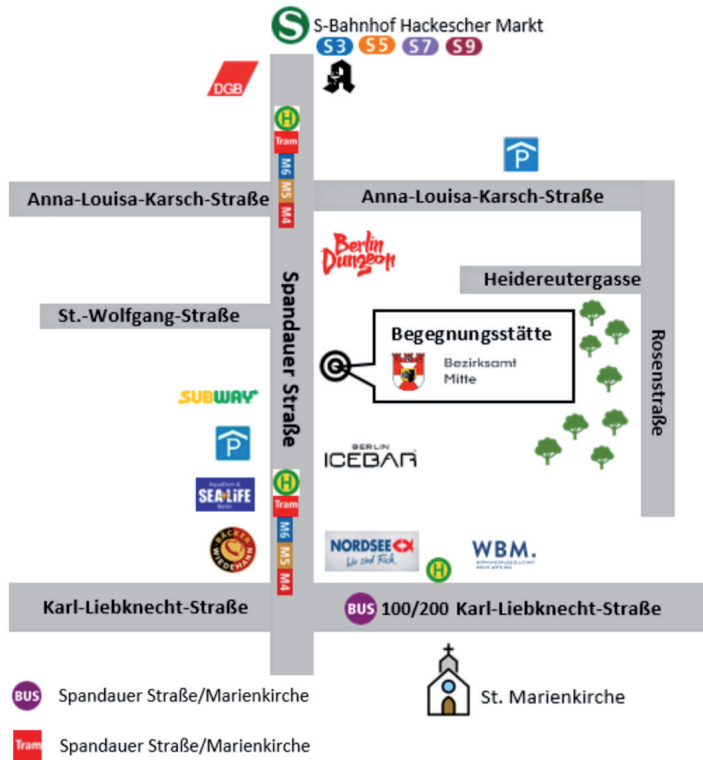 S-Bahnhof Hackescher Markt
S3 S5 S7 S9
DGB
H
Tram
M6
M5
M4
P
Anna-Louisa-Karsch-Straße
Anna-Louisa-Karsch-Straße
Berlin
Dungeon
Heidereutergasse
Spandauer Straße
St.-Wolfgang-Straße
Begegnungsstätte
Bezirksamt
Mitte
Rosenstraße
SUBWAY
P
BERLIN
ICEBAR
AquaDom &
SEA LIFE
Berlin
H
Tram
M6
M5
M4
BÄCKER
WIEDEMANN
NORDSEE
Wir sind Fisch.
H
WBM.
Karl-Liebknecht-Straße
BUS 100/200 Karl-Liebknecht-Straße
St. Marienkirche
BUS Spandauer Straße/Marienkirche
Tram Spandauer Straße/Marienkirche